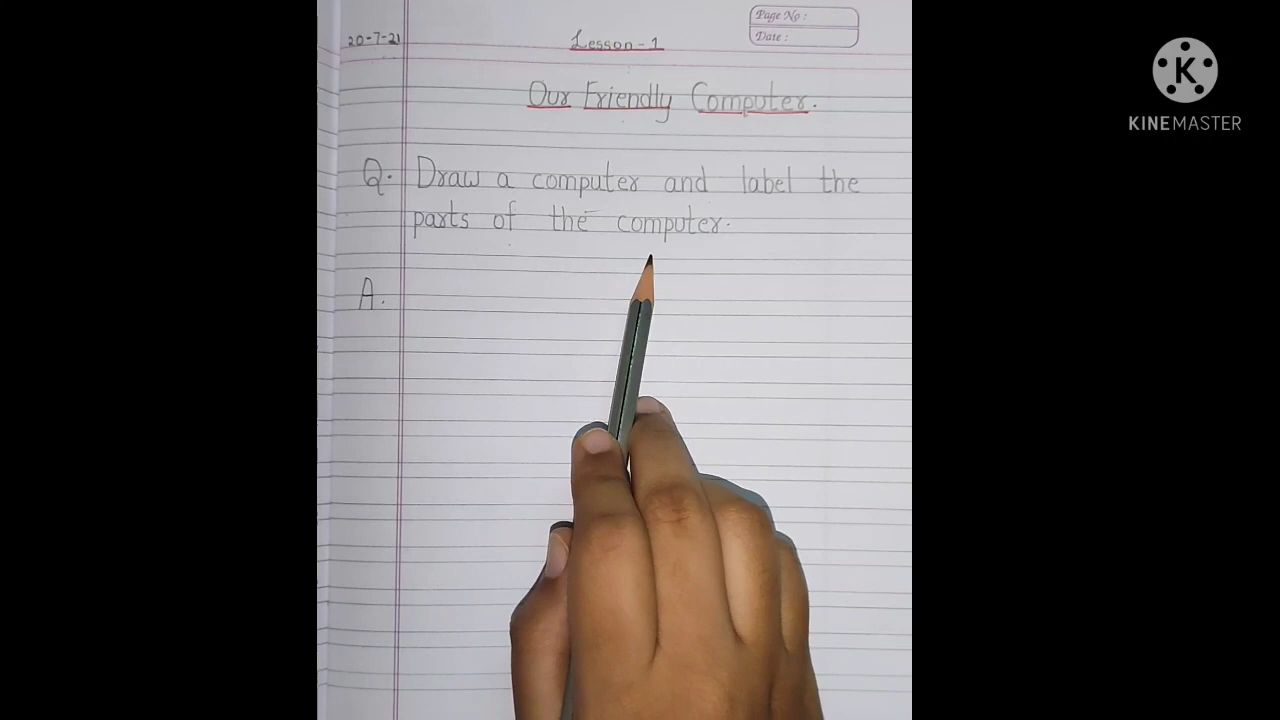 20-7-21
Lesson - 1
Page No :
Date :
Our Friendly Computer.
Q. Draw a computer and label the
parts of the computer.
A.
K
KINEMASTER